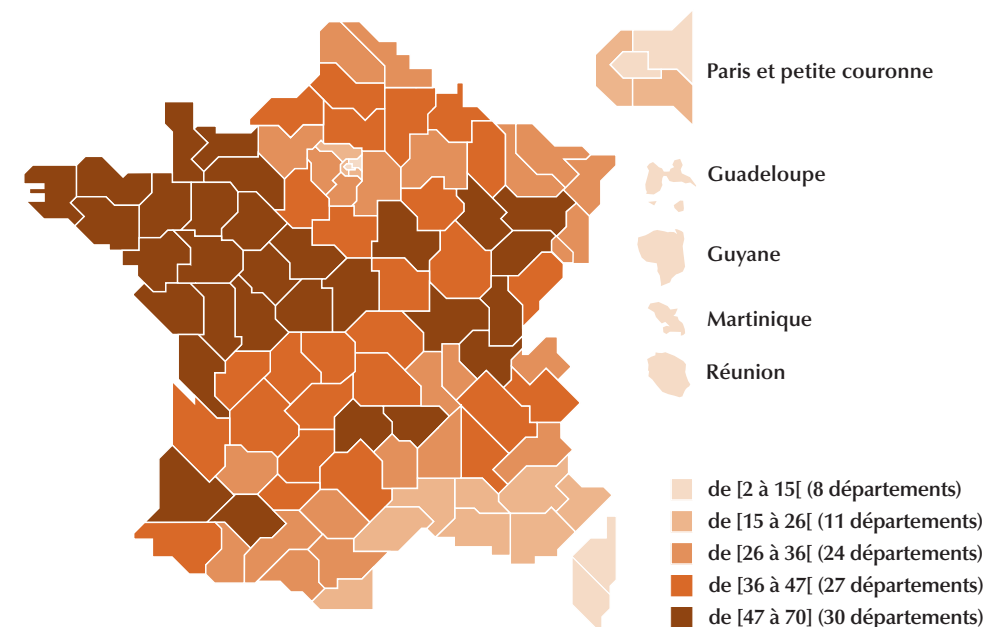 Paris et petite couronne
Guadeloupe
Guyane
Martinique
Réunion
de [2 à 15[ (8 départements)
de [15 à 26[ (11 départements)
de [26 à 36[ (24 départements)
de [36 à 47[ (27 départements)
de [47 à 70] (30 départements)